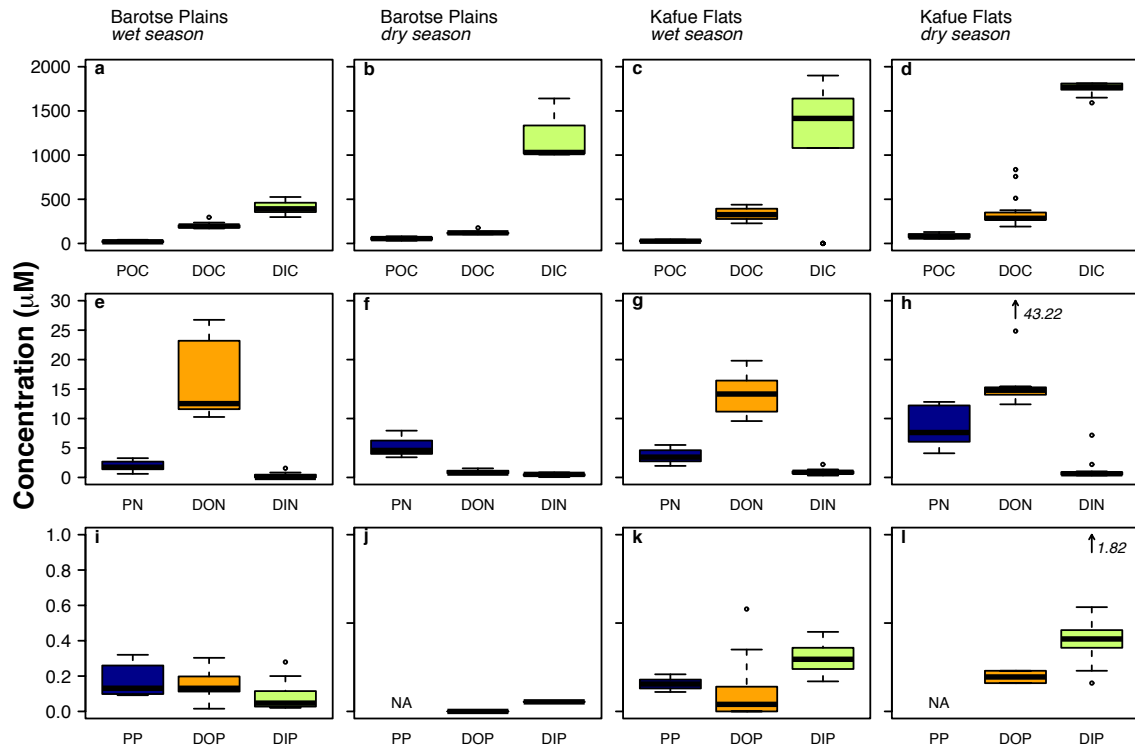 Barotse Plains Barotse Plains Kafue Flats Kafue Flats
wet season dry season wet season dry season
a b c d
2000
1500
1000
500
0
POC DOC DIC POC DOC DIC POC DOC DIC POC DOC DIC
Concentration (μM)
e f g h
30
25
20
15
10
5
0
43.22
PN DON DIN PN DON DIN PN DON DIN PN DON DIN
i j k l
1.0
0.8
0.6
0.4
0.2
0.0
1.82
NA NA
PP DOP DIP PP DOP DIP PP DOP DIP PP DOP DIP